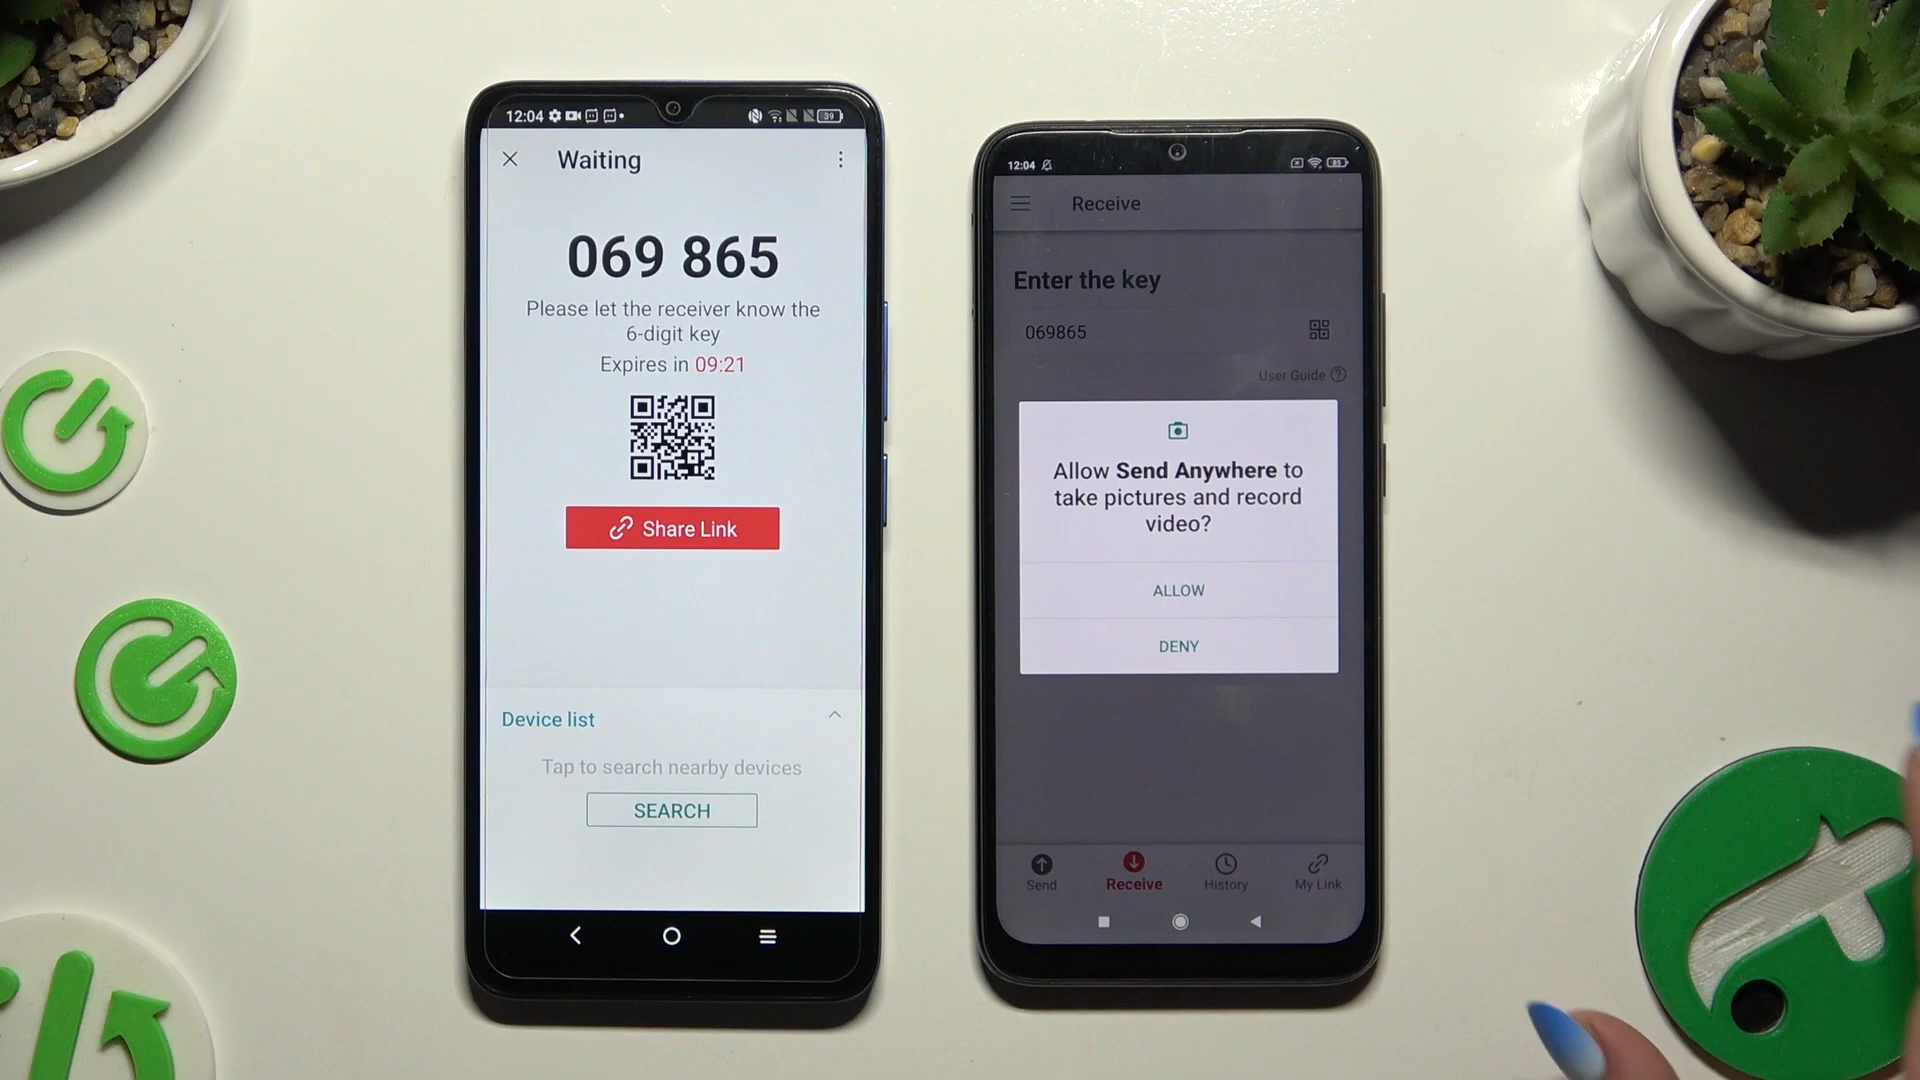 12:04
39
Waiting
069 865
Please let the receiver know the
6-digit key
Expires in 09:21
Share Link
Device list
Tap to search nearby devices
SEARCH
12:04
85
Receive
Enter the key
069865
User Guide ?
Allow Send Anywhere to
take pictures and record
video?
ALLOW
DENY
Send
Receive
History
My Link